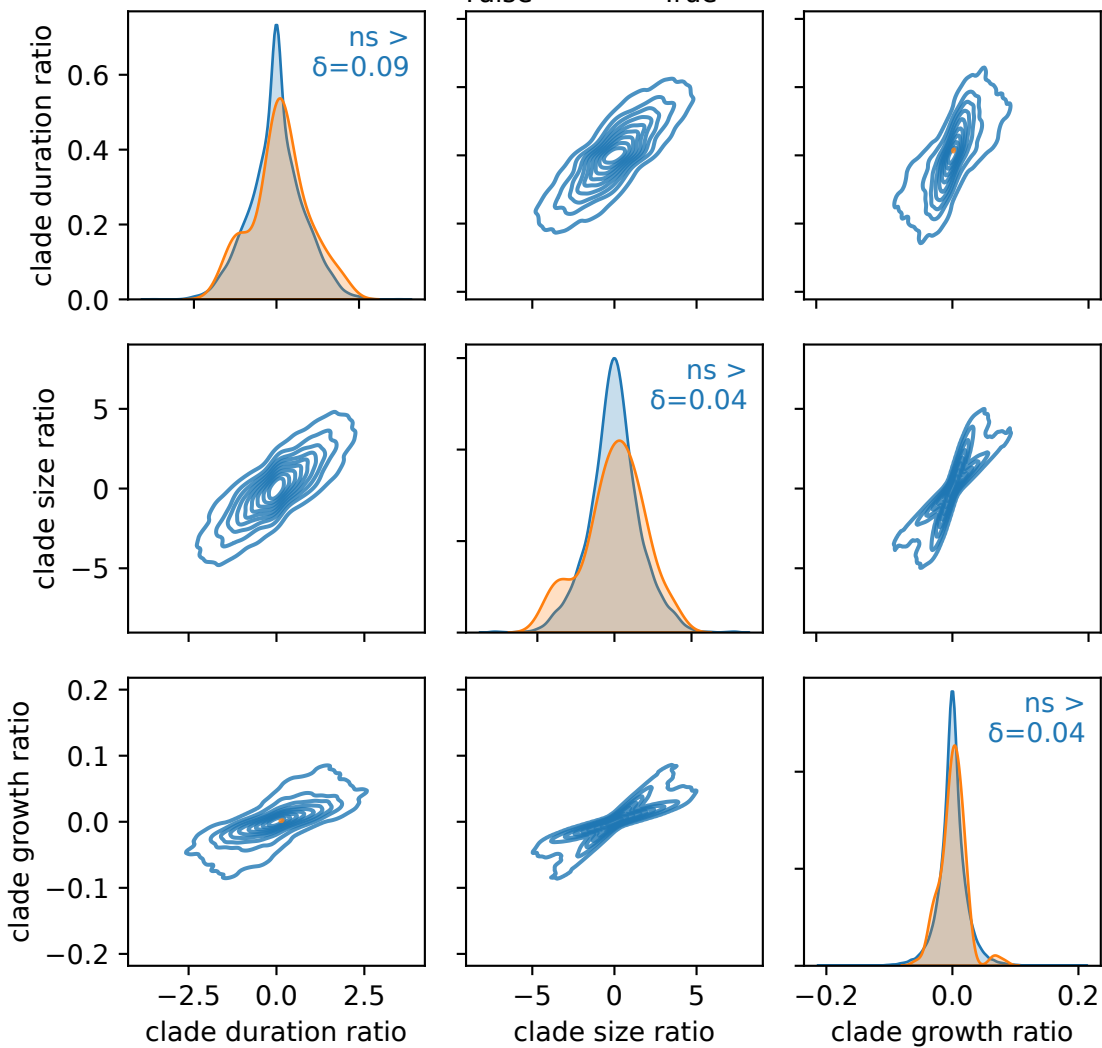 clade duration ratio
0.6
0.4
0.2
0.0
ns >
δ=0.09
clade size ratio
5
0
−5
ns >
δ=0.04
−2.5 0.0 2.5
−5 0 5
−0.2 0.0 0.2
clade growth ratio
0.2
0.1
0.0
−0.1
−0.2
ns >
δ=0.04
clade duration ratio
clade size ratio
clade growth ratio